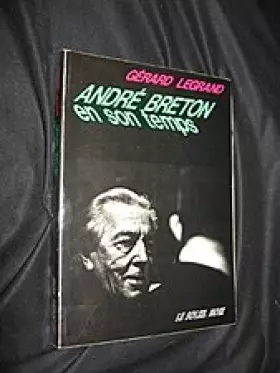 GÉRARD LEGRAND
ANDRÉ BRETON
en son temps
LE SOLEIL NOIR